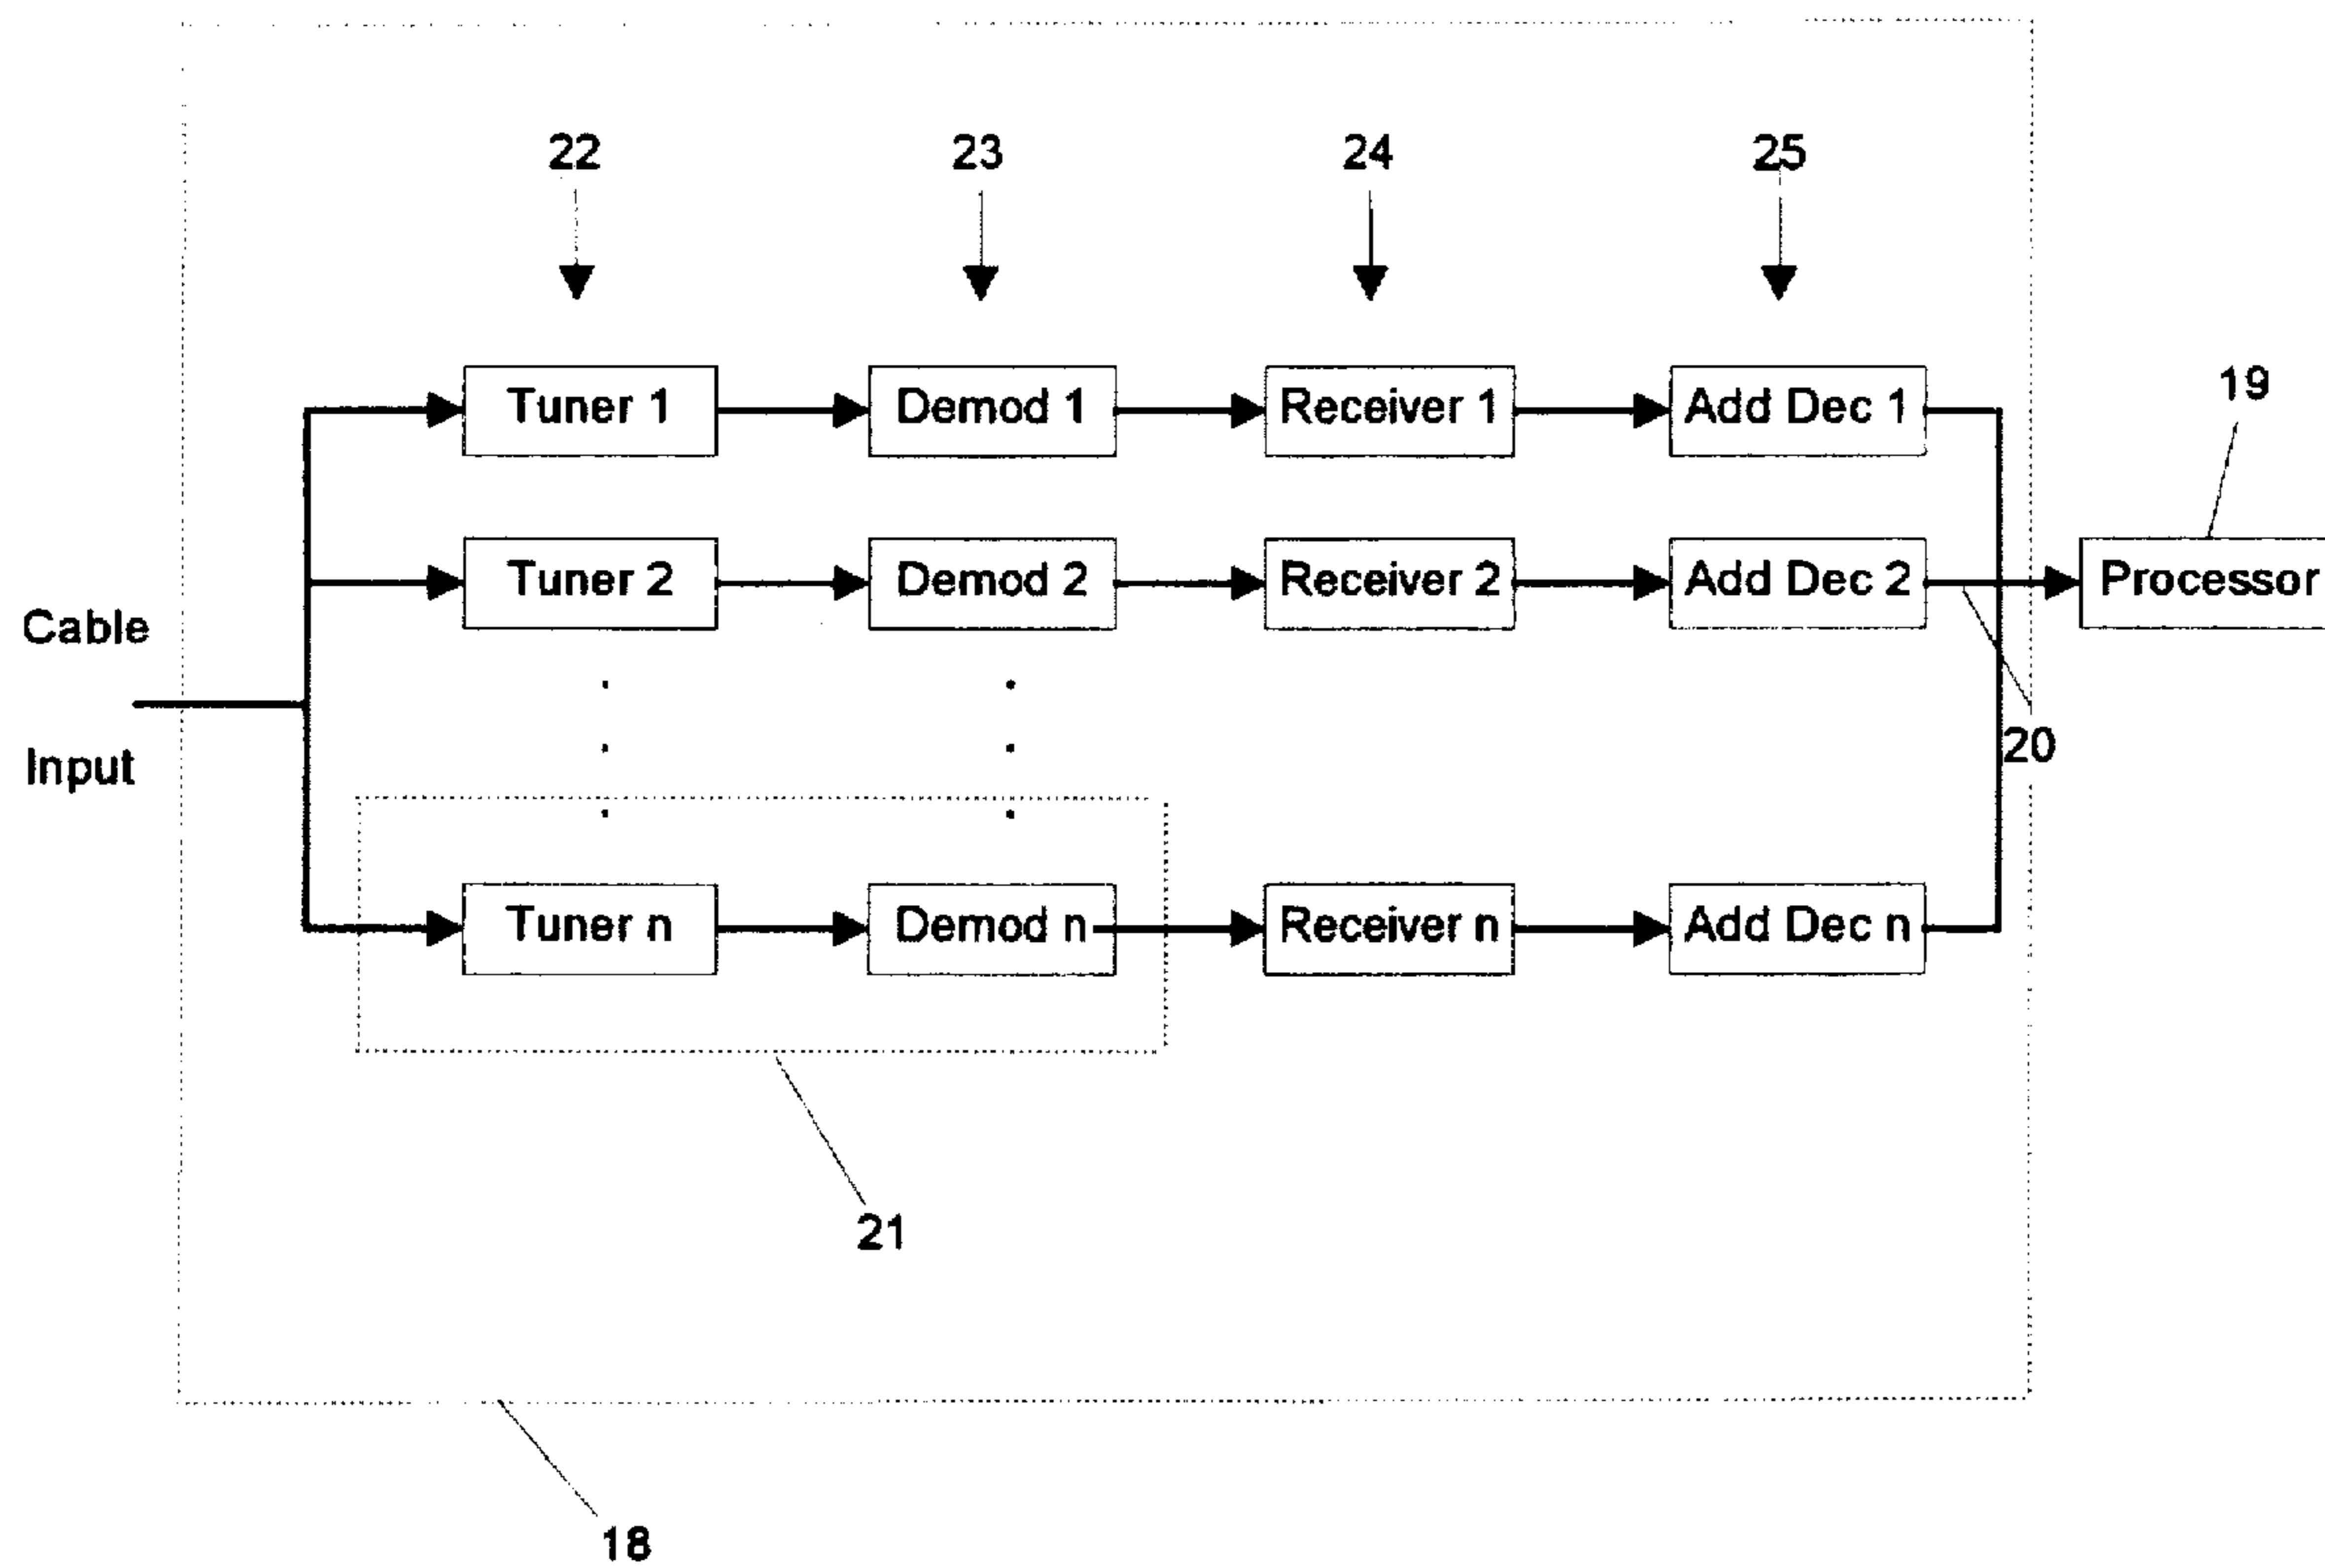 22 23 24 25
Tuner 1 Demod 1 Receiver 1 Add Dec 1
19
Tuner 2 Demod 2 Receiver 2 Add Dec 2 Processor
Cable
Input
20
Tuner n Demod n Receiver n Add Dec n
21
18